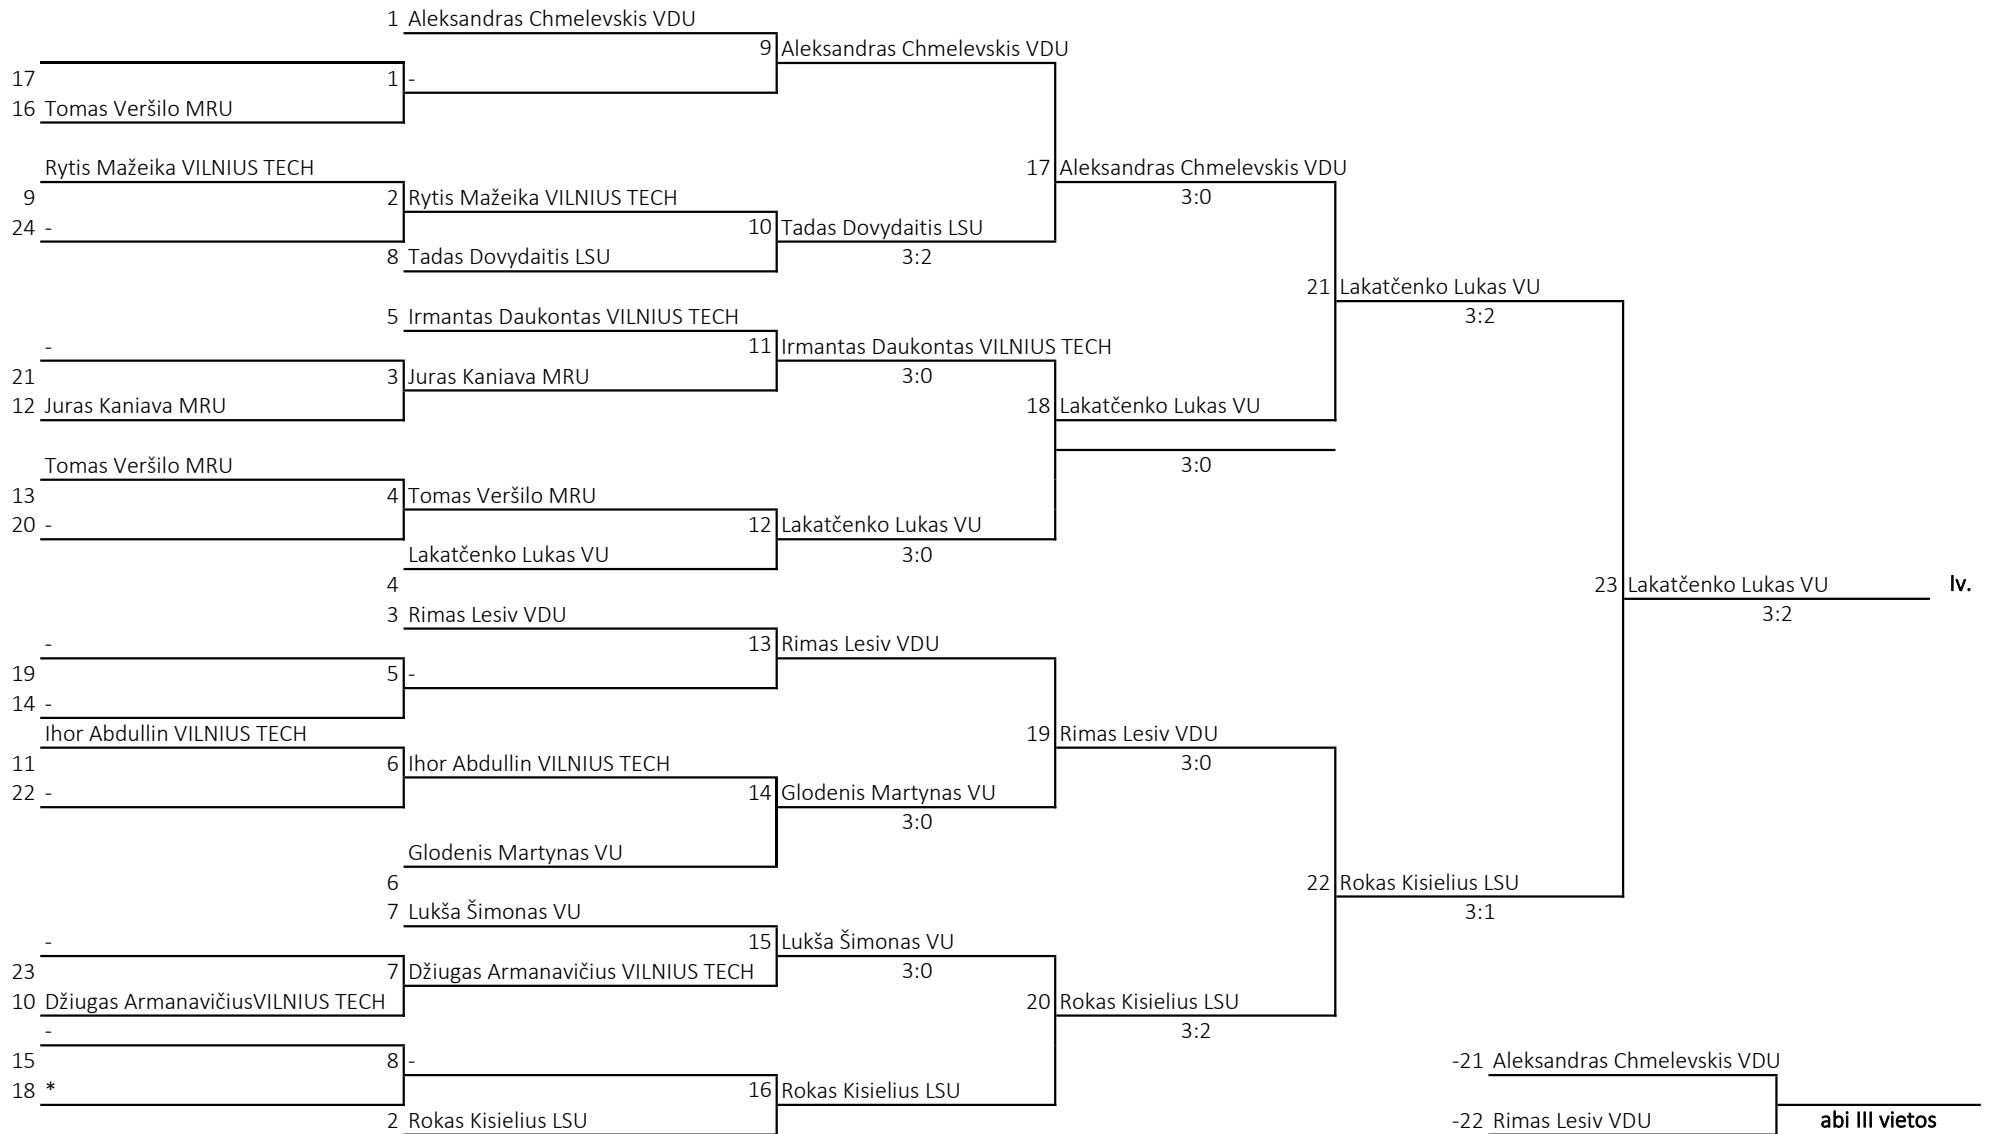 1 Aleksandras Chmelevskis VDU
9 Aleksandras Chmelevskis VDU
17 1 -
16 Tomas Veršilo MRU
Rytis Mažeika VILNIUS TECH 17 Aleksandras Chmelevskis VDU
9 2 Rytis Mažeika VILNIUS TECH 3:0
24 - 10 Tadas Dovydaitis LSU
8 Tadas Dovydaitis LSU 3:2
21 Lakatčenko Lukas VU
5 Irmantas Daukontas VILNIUS TECH 3:2
- 11 Irmantas Daukontas VILNIUS TECH
21 3 Juras Kaniava MRU 3:0
12 Juras Kaniava MRU 18 Lakatčenko Lukas VU
Tomas Veršilo MRU 3:0
13 4 Tomas Veršilo MRU
20 - 12 Lakatčenko Lukas VU
Lakatčenko Lukas VU 3:0
4 23 Lakatčenko Lukas VU Iv.
3 Rimas Lesiv VDU 3:2
- 13 Rimas Lesiv VDU
19 5 -
14 -
Ihor Abdullin VILNIUS TECH 19 Rimas Lesiv VDU
11 6 Ihor Abdullin VILNIUS TECH 3:0
22 - 14 Glodenis Martynas VU
3:0
Glodenis Martynas VU
6 22 Rokas Kisielius LSU
7 Lukša Šimonas VU 3:1
- 15 Lukša Šimonas VU
23 7 Džiugas Armanavičius VILNIUS TECH 3:0
10 Džiugas ArmanavičiusVILNIUS TECH 20 Rokas Kisielius LSU
- 3:2
15 8 - -21 Aleksandras Chmelevskis VDU
18 * 16 Rokas Kisielius LSU
2 Rokas Kisielius LSU -22 Rimas Lesiv VDU abi III vietos